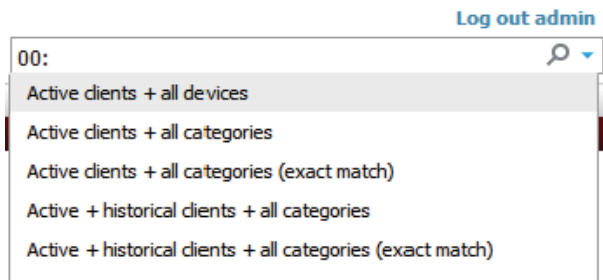 Log out admin
00:
Active clients + all devices
Active clients + all categories
Active clients + all categories (exact match)
Active + historical clients + all categories
Active + historical clients + all categories (exact match)